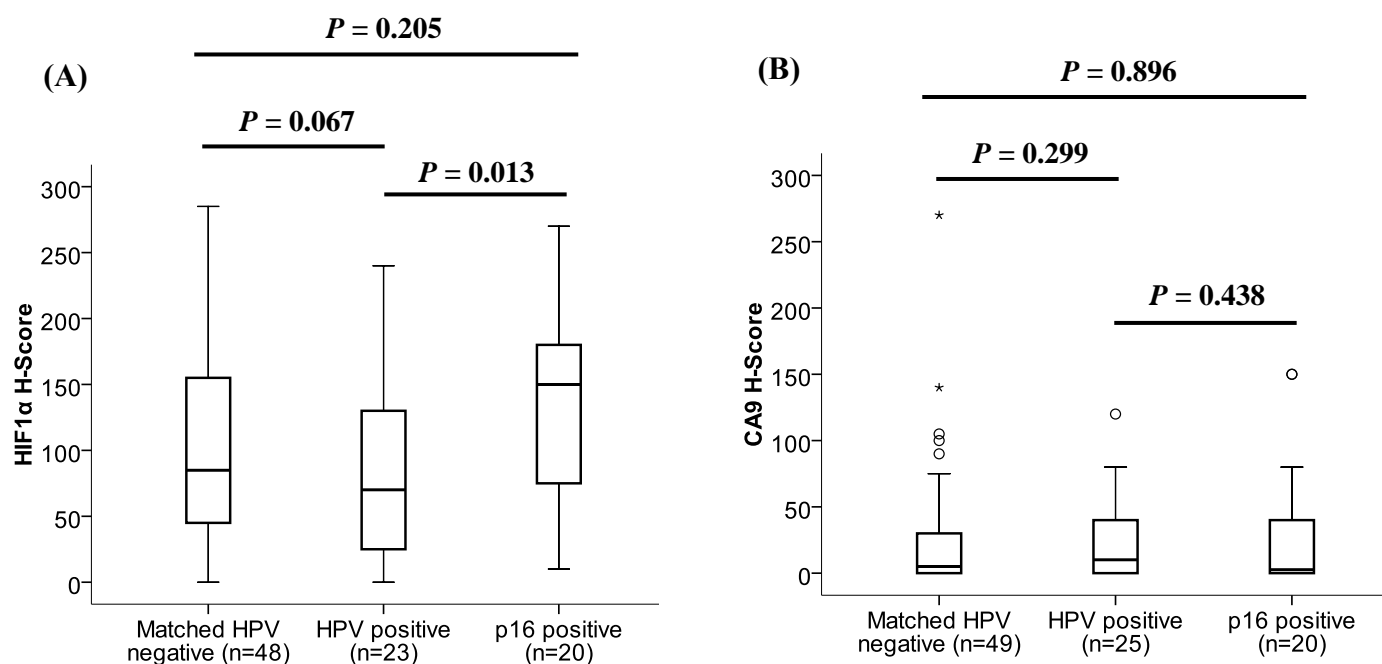 P = 0.205
(A)
P = 0.067
P = 0.013
300
250
200
150
100
50
0
HIF1α H-Score
Matched HPV
negative (n=48)
HPV positive
(n=23)
p16 positive
(n=20)
(B)
P = 0.896
P = 0.299
P = 0.438
300
250
200
150
100
50
0
CA9 H-Score
Matched HPV
negative (n=49)
HPV positive
(n=25)
p16 positive
(n=20)